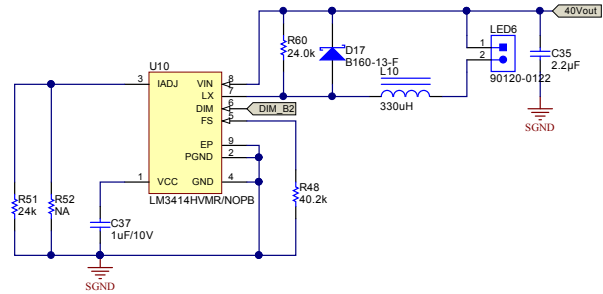 40Vout
R60
24.0k
D17
B160-13-F
LED6
1
2
90120-0122
C35
2.2µF
SGND
L10
330uH
U10
3
IADJ
VIN
8
LX
7
DIM
6
DIM_B2
FS
5
EP
9
PGND
2
1
VCC
GND
4
LM3414HVMR/NOPB
R51
24k
R52
NA
C37
1uF/10V
R48
40.2k
SGND